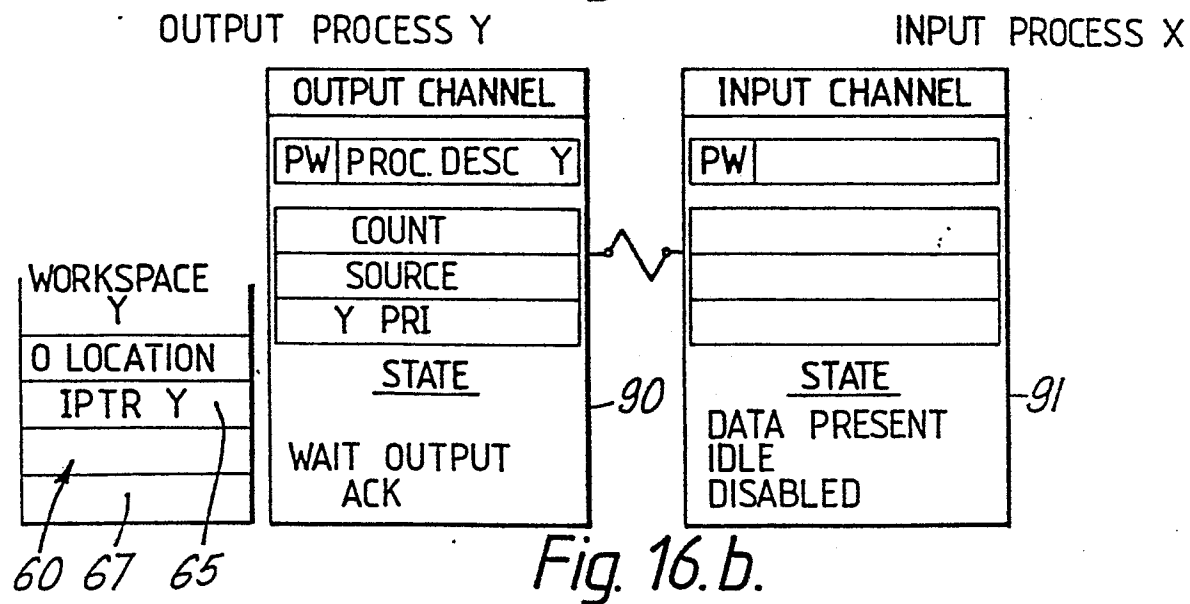 OUTPUT PROCESS Y
INPUT PROCESS X
OUTPUT CHANNEL
PW PROC. DESC Y
COUNT
SOURCE
Y PRI
STATE
WAIT OUTPUT
ACK
90
INPUT CHANNEL
PW
STATE
DATA PRESENT
IDLE
DISABLED
91
WORKSPACE
Y
0 LOCATION
IPTR Y
60 67 65
Fig. 16.b.